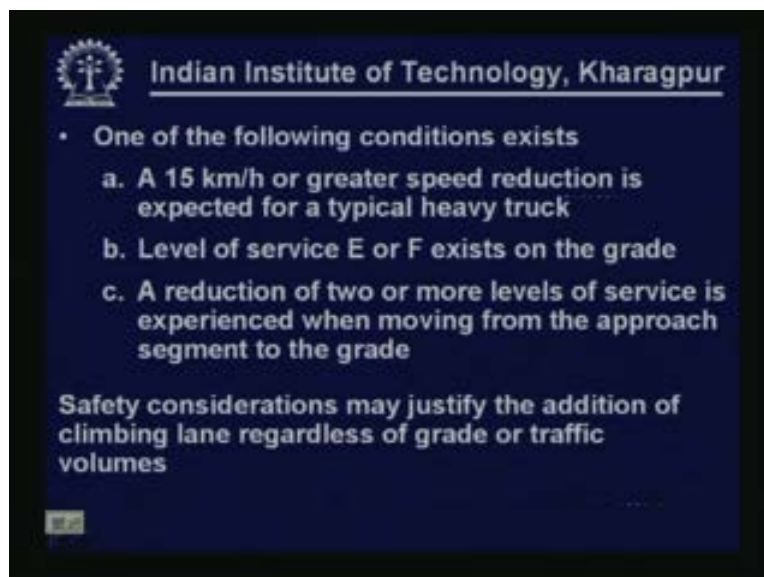 Indian Institute of Technology, Kharagpur
• One of the following conditions exists
a. A 15 km/h or greater speed reduction is
expected for a typical heavy truck
b. Level of service E or F exists on the grade
c. A reduction of two or more levels of service is
experienced when moving from the approach
segment to the grade
Safety considerations may justify the addition of
climbing lane regardless of grade or traffic
volumes